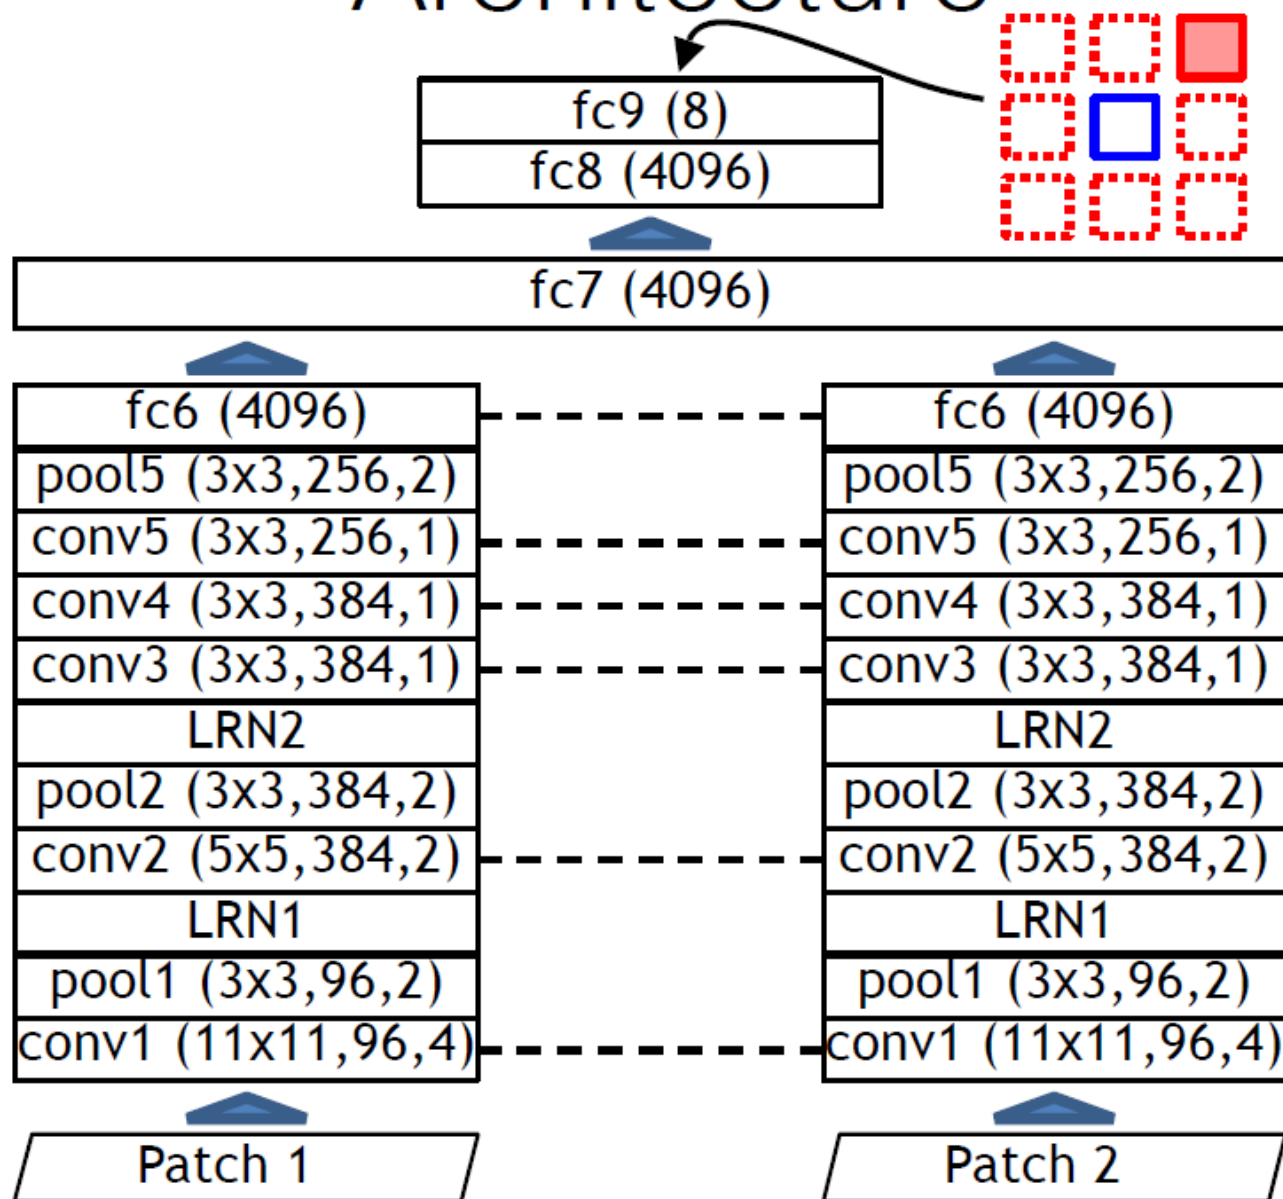 Architecture
fc9 (8)
fc8 (4096)
fc7 (4096)
fc6 (4096)
pool5 (3x3,256,2)
conv5 (3x3,256,1)
conv4 (3x3,384,1)
conv3 (3x3,384,1)
LRN2
pool2 (3x3,384,2)
conv2 (5x5,384,2)
LRN1
pool1 (3x3,96,2)
conv1 (11x11,96,4)
Patch 1
fc6 (4096)
pool5 (3x3,256,2)
conv5 (3x3,256,1)
conv4 (3x3,384,1)
conv3 (3x3,384,1)
LRN2
pool2 (3x3,384,2)
conv2 (5x5,384,2)
LRN1
pool1 (3x3,96,2)
conv1 (11x11,96,4)
Patch 2